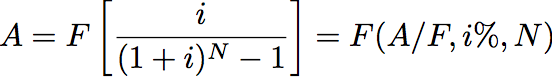 A = F [ i / ((1 + i)^N − 1) ] = F(A/F, i%, N)